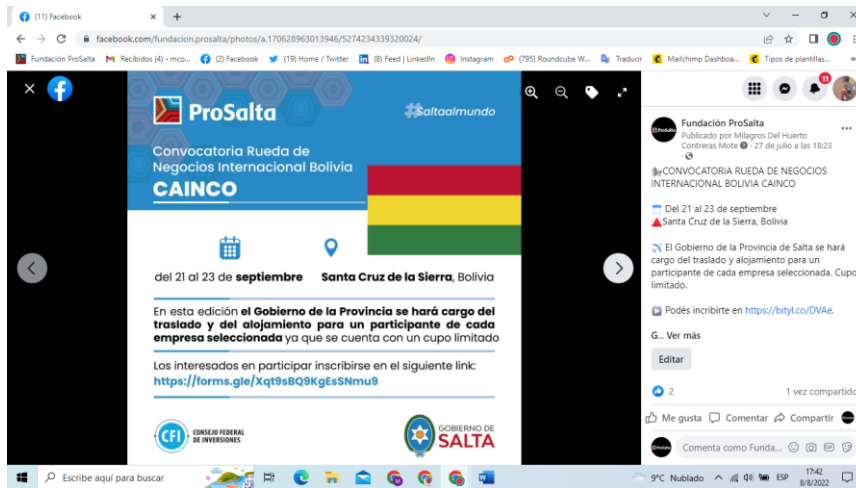 (11) Facebook
facebook.com/fundacion.prosalta/photos/a.170628963013946/5274234339320024/
Fundación ProSalta
Recibidos (4) - mco...
(2) Facebook
(19) Home / Twitter
(8) Feed | LinkedIn
Instagram
(795) Roundcube W...
Traducir
Mailchimp Dashboa...
Tipos de plantillas...
ProSalta
#Saltaalmundo
Convocatoria Rueda de
Negocios Internacional Bolivia
CAINCO
del 21 al 23 de septiembre
Santa Cruz de la Sierra, Bolivia
En esta edición el Gobierno de la Provincia se hará cargo del
traslado y del alojamiento para un participante de cada
empresa seleccionada ya que se cuenta con un cupo limitado
Los interesados en participar inscribirse en el siguiente link:
https://forms.gle/Xqt9sBQ9KgEsSNmu9
CFI
CONSEJO FEDERAL
DE INVERSIONES
GOBIERNO DE
SALTA
11
Fundación ProSalta
Publicado por Milagros Del Huerto
Contreras Mote · 27 de julio a las 18:23
CONVOCATORIA RUEDA DE NEGOCIOS
INTERNACIONAL BOLIVIA CAINCO
Del 21 al 23 de septiembre
Santa Cruz de la Sierra, Bolivia
El Gobierno de la Provincia de Salta se hará
cargo del traslado y alojamiento para un
participante de cada empresa seleccionada. Cupo
limitado.
Podés incribirte en https://bityl.co/DVAe.
G... Ver más
Editar
2
1 vez compartido
Me gusta
Comentar
Compartir
Comenta como Funda...
Escribe aquí para buscar
9°C Nublado
ESP
17:42
8/8/2022